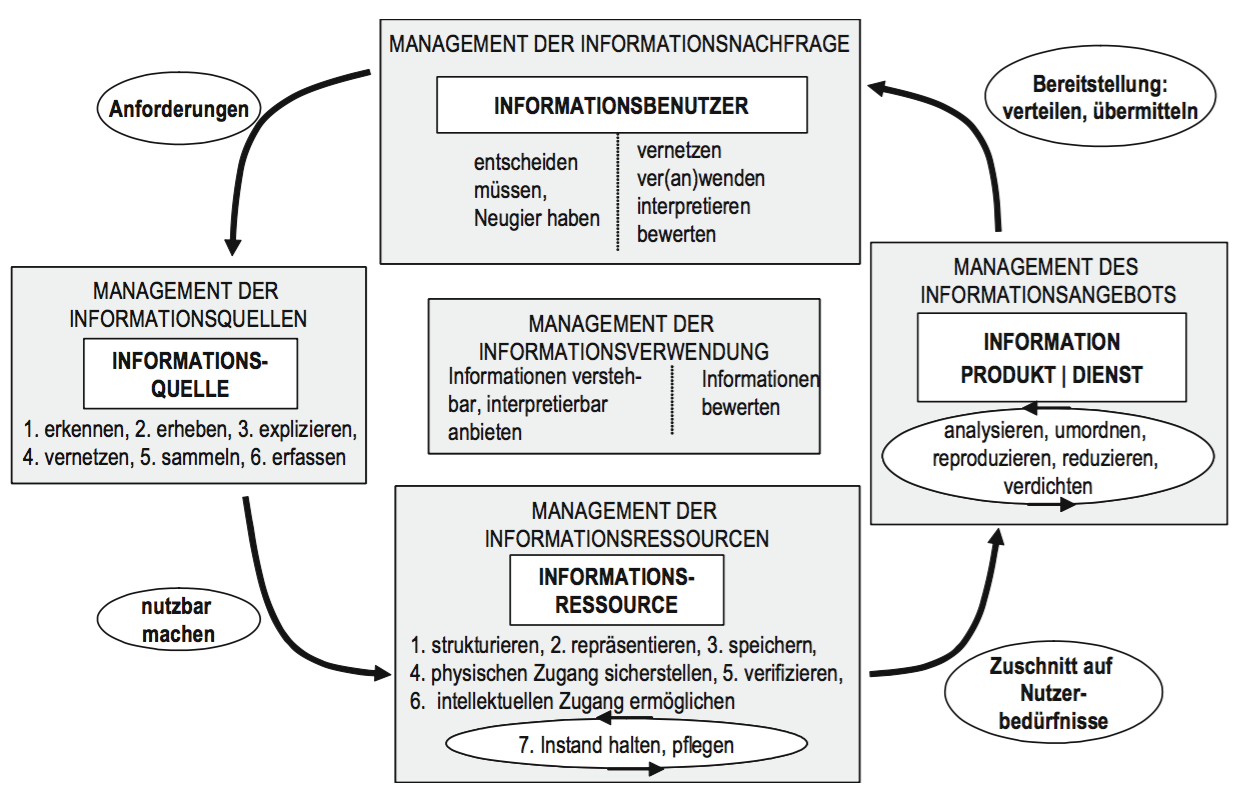 MANAGEMENT DER INFORMATIONSNACHFRAGE
INFORMATIONSBENUTZER
entscheiden
müssen,
Neugier haben
vernetzen
ver(an)wenden
interpretieren
bewerten
Anforderungen
Bereitstellung:
verteilen, übermitteln
MANAGEMENT DER
INFORMATIONSQUELLEN
INFORMATIONS-
QUELLE
1. erkennen, 2. erheben, 3. explizieren,
4. vernetzen, 5. sammeln, 6. erfassen
MANAGEMENT DER
INFORMATIONSVERWENDUNG
Informationen versteh-
bar, interpretierbar
anbieten
Informationen
bewerten
MANAGEMENT DES
INFORMATIONSANGEBOTS
INFORMATION
PRODUKT | DIENST
analysieren, umordnen,
reproduzieren, reduzieren,
verdichten
nutzbar
machen
MANAGEMENT DER
INFORMATIONSRESSOURCEN
INFORMATIONS-
RESSOURCE
1. strukturieren, 2. repräsentieren, 3. speichern,
4. physischen Zugang sicherstellen, 5. verifizieren,
6. intellektuellen Zugang ermöglichen
7. Instand halten, pflegen
Zuschnitt auf
Nutzer-
bedürfnisse